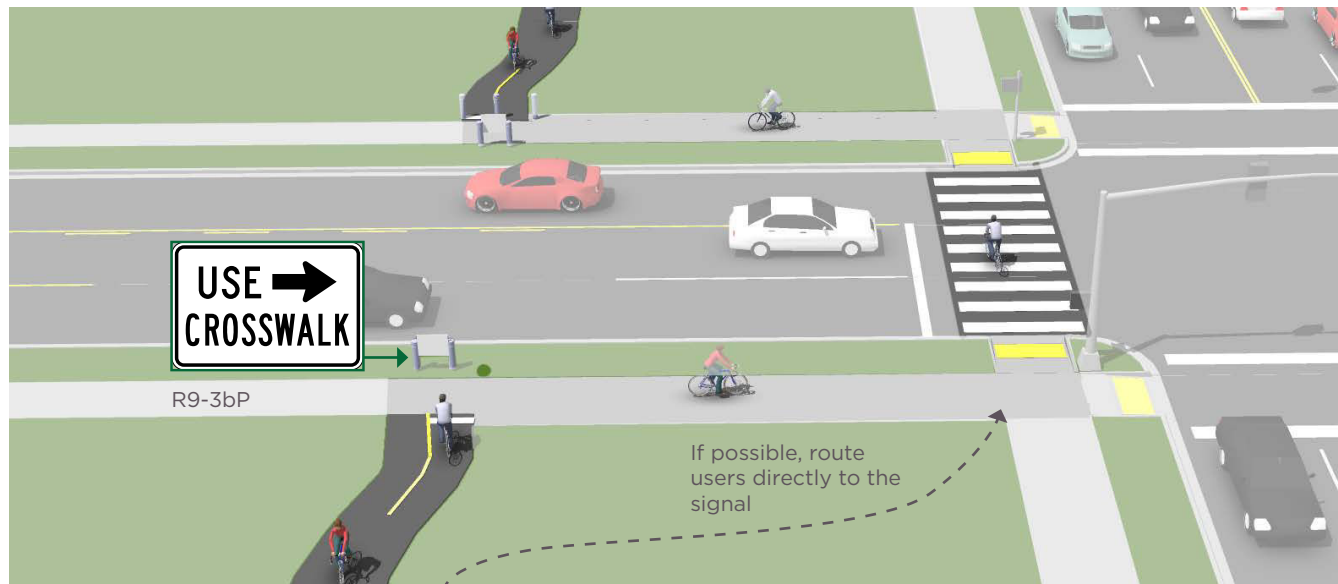 USE
CROSSWALK
R9-3bP
If possible, route
users directly to the
signal